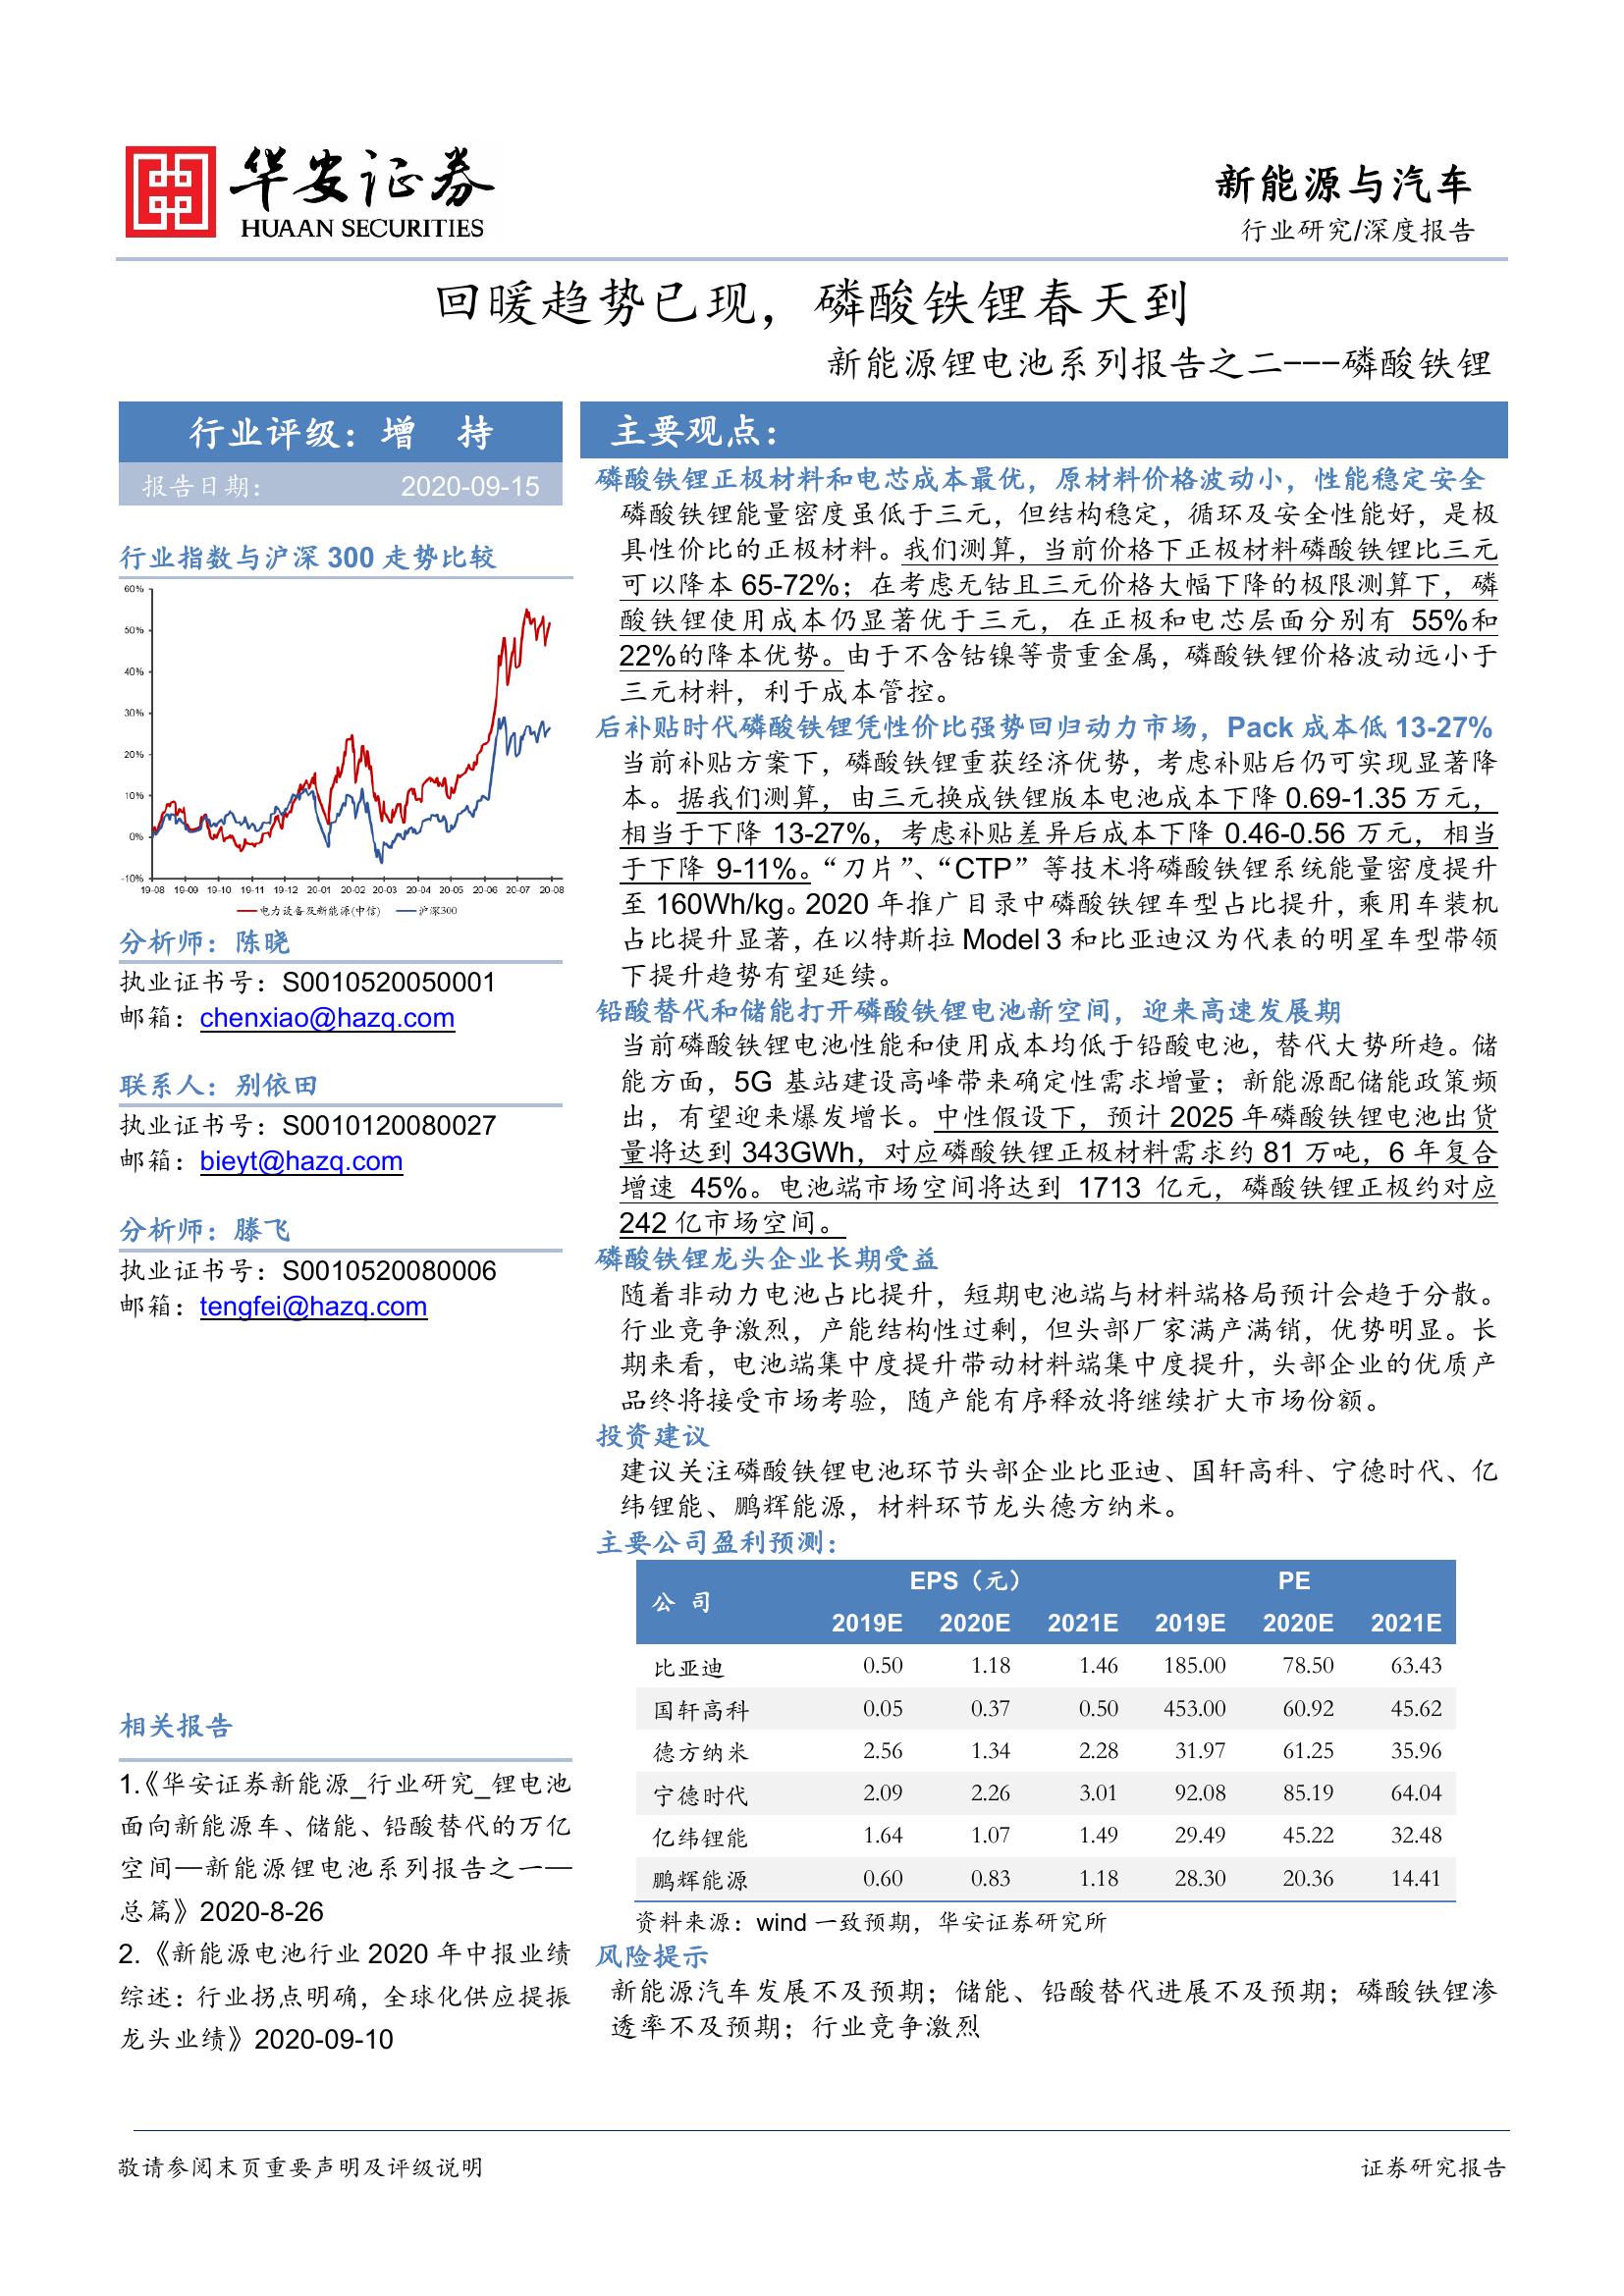 华安证券
HUAAN SECURITIES
新能源与汽车
行业研究/深度报告
回暖趋势已现，磷酸铁锂春天到
新能源锂电池系列报告之二---磷酸铁锂
行业评级：增 持
报告日期： 2020-09-15
行业指数与沪深 300 走势比较
60%
50%
40%
30%
20%
10%
0%
-10%
19-08 19-09 19-10 19-11 19-12 20-01 20-02 20-03 20-04 20-05 20-06 20-07 20-08
电力设备及新能源(中信) 沪深300
分析师：陈晓
执业证书号：S0010520050001
邮箱：chenxiao@hazq.com
联系人：别依田
执业证书号：S0010120080027
邮箱：bieyt@hazq.com
分析师：滕飞
执业证书号：S0010520080006
邮箱：tengfei@hazq.com
相关报告
1.《华安证券新能源_行业研究_锂电池
面向新能源车、储能、铅酸替代的万亿
空间—新能源锂电池系列报告之一—
总篇》2020-8-26
2.《新能源电池行业 2020 年中报业绩
综述：行业拐点明确，全球化供应提振
龙头业绩》2020-09-10
主要观点：
磷酸铁锂正极材料和电芯成本最优，原材料价格波动小，性能稳定安全
磷酸铁锂能量密度虽低于三元，但结构稳定，循环及安全性能好，是极
具性价比的正极材料。我们测算，当前价格下正极材料磷酸铁锂比三元
可以降本 65-72%；在考虑无钴且三元价格大幅下降的极限测算下，磷
酸铁锂使用成本仍显著优于三元，在正极和电芯层面分别有 55%和
22%的降本优势。由于不含钴镍等贵重金属，磷酸铁锂价格波动远小于
三元材料，利于成本管控。
后补贴时代磷酸铁锂凭性价比强势回归动力市场，Pack 成本低 13-27%
当前补贴方案下，磷酸铁锂重获经济优势，考虑补贴后仍可实现显著降
本。据我们测算，由三元换成铁锂版本电池成本下降 0.69-1.35 万元，
相当于下降 13-27%，考虑补贴差异后成本下降 0.46-0.56 万元，相当
于下降 9-11%。“刀片”、“CTP”等技术将磷酸铁锂系统能量密度提升
至 160Wh/kg。2020 年推广目录中磷酸铁锂车型占比提升，乘用车装机
占比提升显著，在以特斯拉 Model 3 和比亚迪汉为代表的明星车型带领
下提升趋势有望延续。
铅酸替代和储能打开磷酸铁锂电池新空间，迎来高速发展期
当前磷酸铁锂电池性能和使用成本均低于铅酸电池，替代大势所趋。储
能方面，5G 基站建设高峰带来确定性需求增量；新能源配储能政策频
出，有望迎来爆发增长。中性假设下，预计 2025 年磷酸铁锂电池出货
量将达到 343GWh，对应磷酸铁锂正极材料需求约 81 万吨，6 年复合
增速 45%。电池端市场空间将达到 1713 亿元，磷酸铁锂正极约对应
242 亿市场空间。
磷酸铁锂龙头企业长期受益
随着非动力电池占比提升，短期电池端与材料端格局预计会趋于分散。
行业竞争激烈，产能结构性过剩，但头部厂家满产满销，优势明显。长
期来看，电池端集中度提升带动材料端集中度提升，头部企业的优质产
品终将接受市场考验，随产能有序释放将继续扩大市场份额。
投资建议
建议关注磷酸铁锂电池环节头部企业比亚迪、国轩高科、宁德时代、亿
纬锂能、鹏辉能源，材料环节龙头德方纳米。
主要公司盈利预测：
公 司 EPS（元） PE
2019E 2020E 2021E 2019E 2020E 2021E
比亚迪 0.50 1.18 1.46 185.00 78.50 63.43
国轩高科 0.05 0.37 0.50 453.00 60.92 45.62
德方纳米 2.56 1.34 2.28 31.97 61.25 35.96
宁德时代 2.09 2.26 3.01 92.08 85.19 64.04
亿纬锂能 1.64 1.07 1.49 29.49 45.22 32.48
鹏辉能源 0.60 0.83 1.18 28.30 20.36 14.41
资料来源：wind 一致预期，华安证券研究所
风险提示
新能源汽车发展不及预期；储能、铅酸替代进展不及预期；磷酸铁锂渗
透率不及预期；行业竞争激烈
敬请参阅末页重要声明及评级说明
证券研究报告